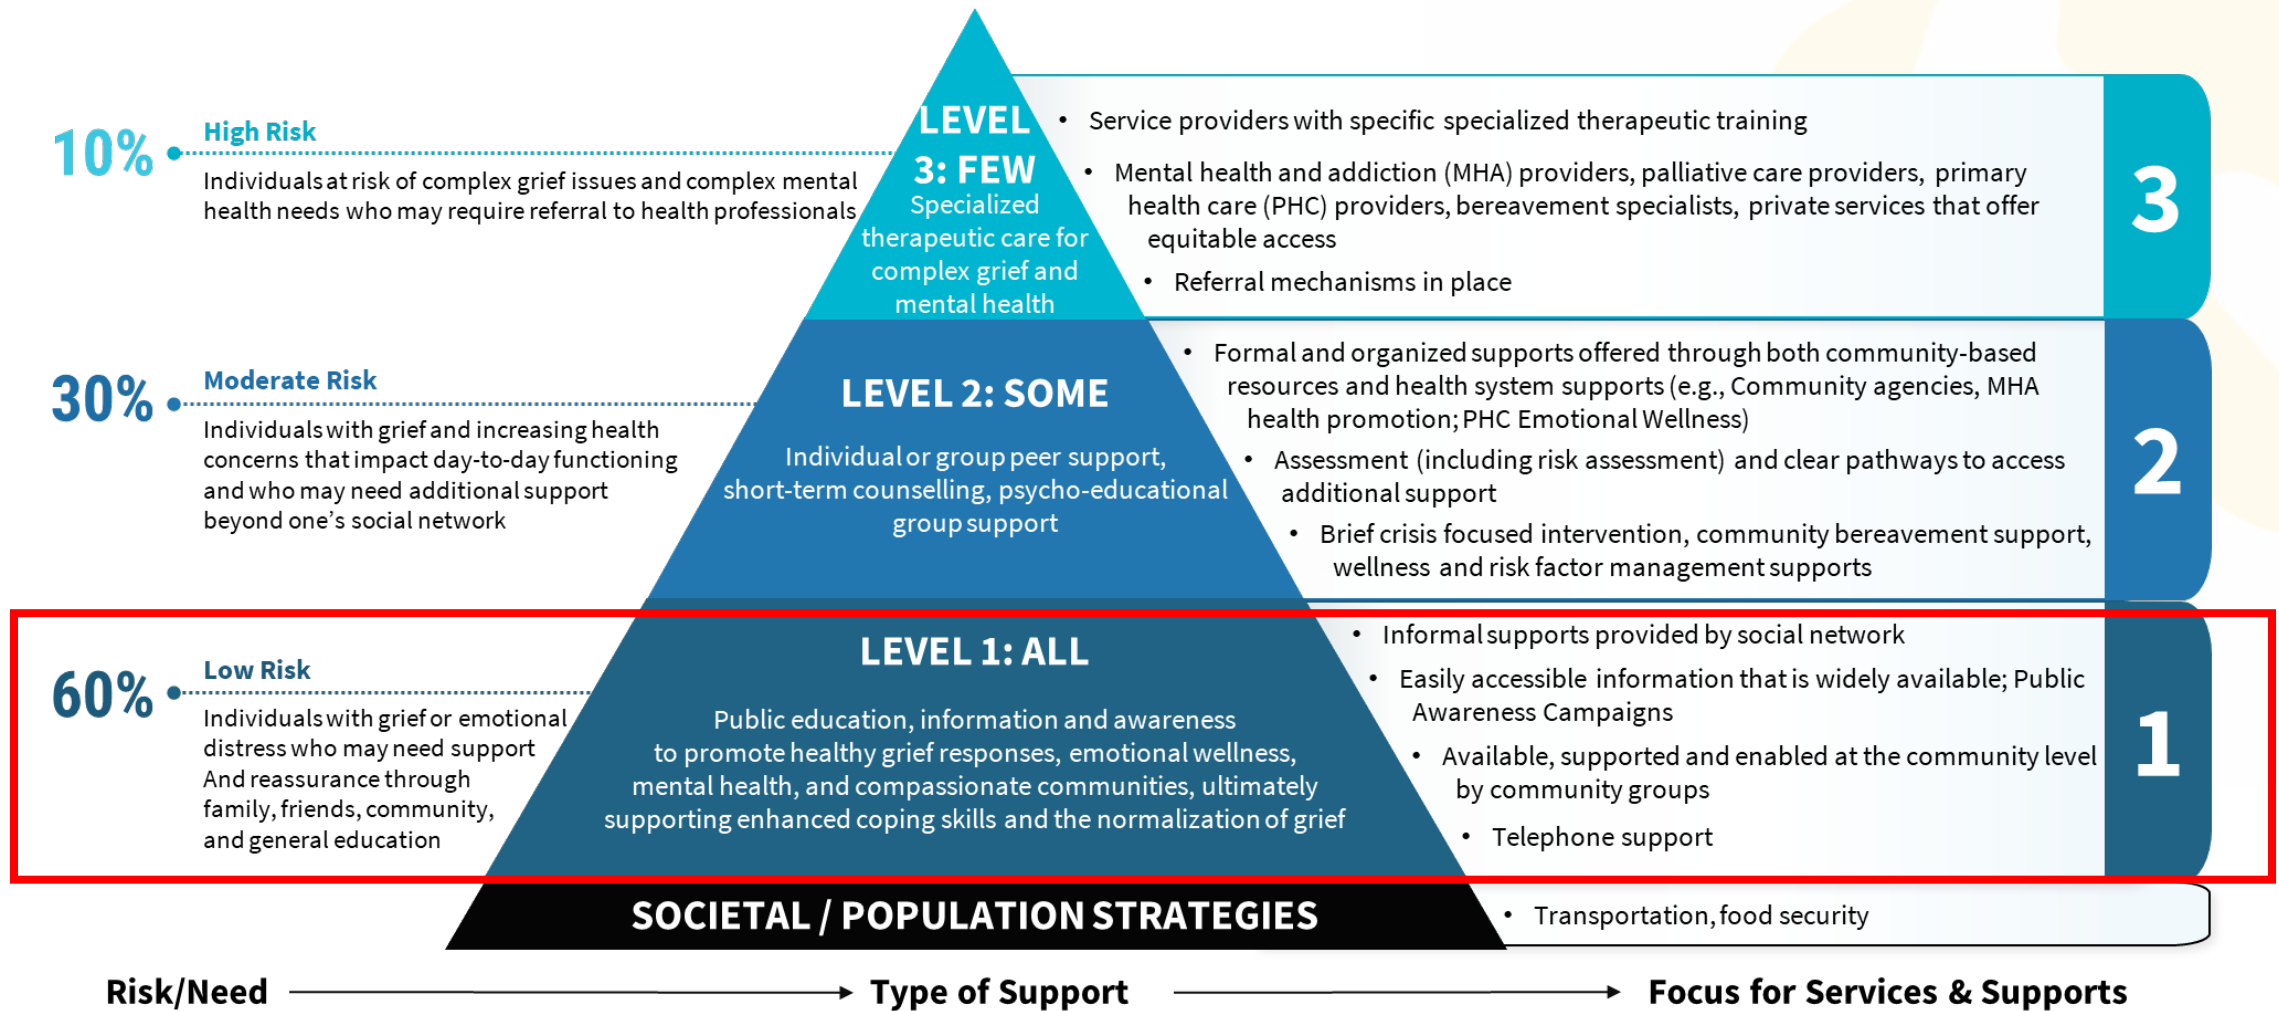 10%
High Risk
Individuals at risk of complex grief issues and complex mental
health needs who may require referral to health professionals
LEVEL
3: FEW
Specialized
therapeutic care for
complex grief and
mental health
• Service providers with specific specialized therapeutic training
• Mental health and addiction (MHA) providers, palliative care providers, primary
health care (PHC) providers, bereavement specialists, private services that offer
equitable access
• Referral mechanisms in place
3
30%
Moderate Risk
Individuals with grief and increasing health
concerns that impact day-to-day functioning
and who may need additional support
beyond one’s social network
LEVEL 2: SOME
Individual or group peer support,
short-term counselling, psycho-educational
group support
• Formal and organized supports offered through both community-based
resources and health system supports (e.g., Community agencies, MHA
health promotion; PHC Emotional Wellness)
• Assessment (including risk assessment) and clear pathways to access
additional support
• Brief crisis focused intervention, community bereavement support,
wellness and risk factor management supports
2
60%
Low Risk
Individuals with grief or emotional
distress who may need support
And reassurance through
family, friends, community,
and general education
LEVEL 1: ALL
Public education, information and awareness
to promote healthy grief responses, emotional wellness,
mental health, and compassionate communities, ultimately
supporting enhanced coping skills and the normalization of grief
• Informal supports provided by social network
• Easily accessible information that is widely available; Public
Awareness Campaigns
• Available, supported and enabled at the community level
by community groups
• Telephone support
1
SOCIETAL / POPULATION STRATEGIES
• Transportation, food security
Risk/Need
Type of Support
Focus for Services & Supports